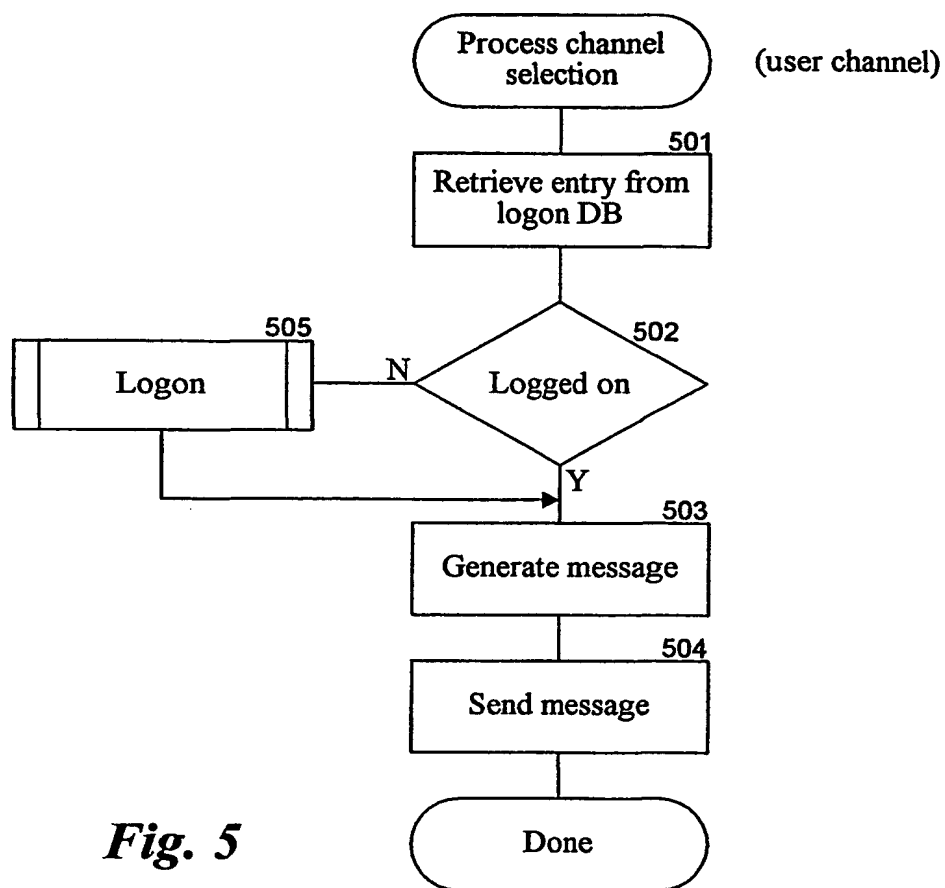 Process channel
selection
(user channel)
501
Retrieve entry from
logon DB
502
Logged on
N
505
Logon
Y
503
Generate message
504
Send message
Done
Fig. 5